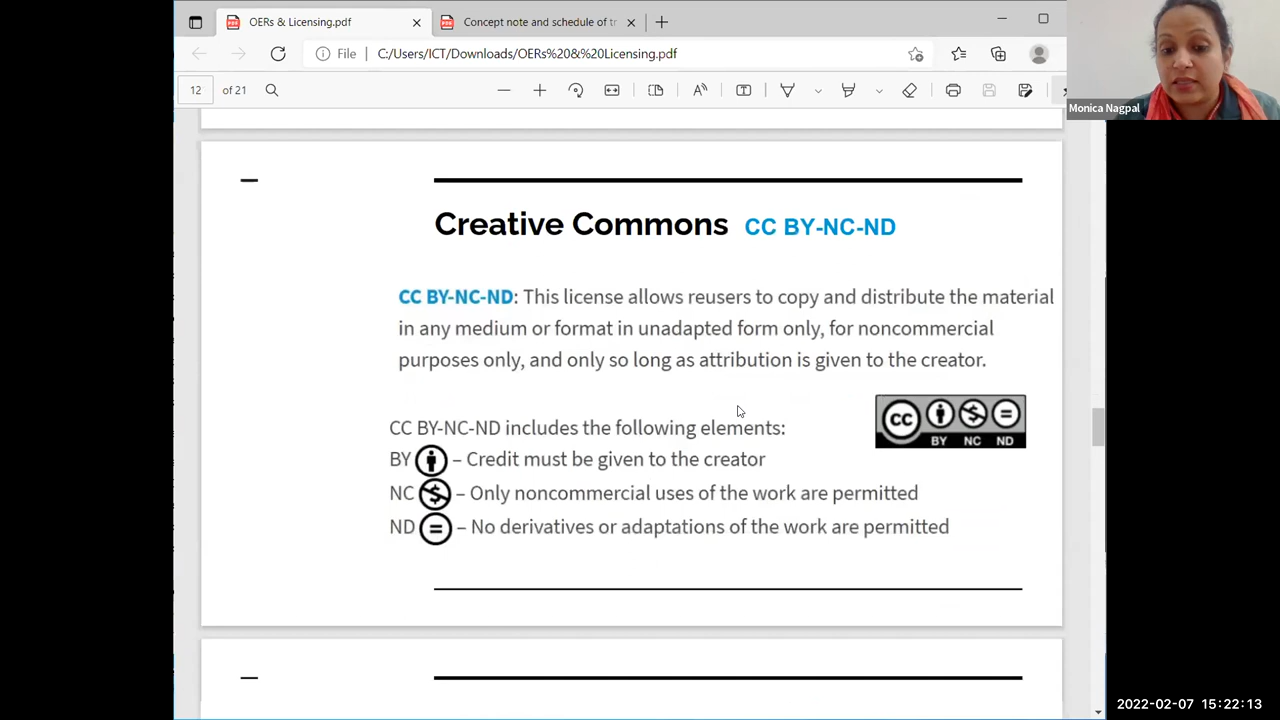 OERs & Licensing.pdf
Concept note and schedule of tr
File
C:/Users/ICT/Downloads/OERs%20&%20Licensing.pdf
12 of 21
Monica Nagpal
Creative Commons CC BY-NC-ND
CC BY-NC-ND: This license allows reusers to copy and distribute the material
in any medium or format in unadapted form only, for noncommercial
purposes only, and only so long as attribution is given to the creator.
CC BY NC ND
CC BY-NC-ND includes the following elements:
BY – Credit must be given to the creator
NC – Only noncommercial uses of the work are permitted
ND – No derivatives or adaptations of the work are permitted
2022-02-07 15:22:13